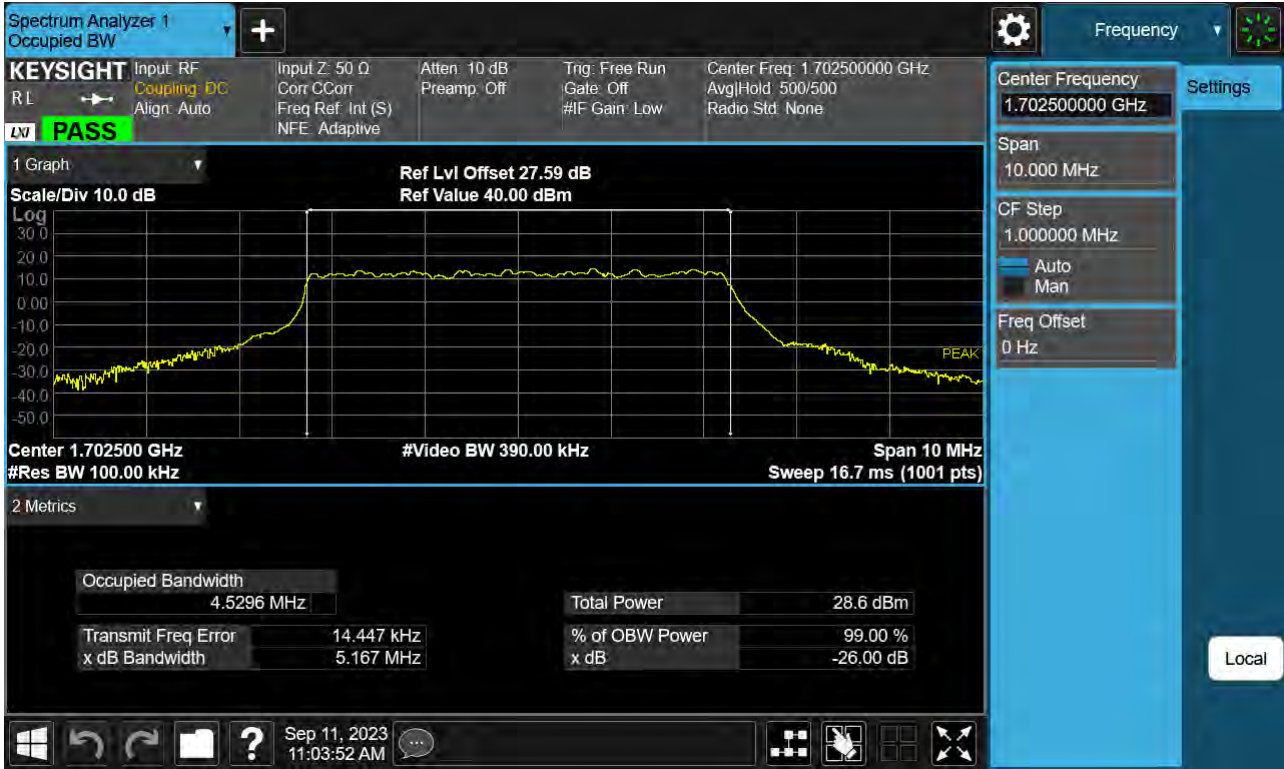 Spectrum Analyzer 1
Occupied BW
Frequency
KEYSIGHT
RL
LXI
PASS
Input: RF
Coupling: DC
Align: Auto
Input Z: 50 Ω
Corr CCorr
Freq Ref: Int (S)
NFE: Adaptive
Atten: 10 dB
Preamp: Off
Trig: Free Run
Gate: Off
#IF Gain: Low
Center Freq: 1.702500000 GHz
Avg|Hold: 500/500
Radio Std: None
Center Frequency
1.702500000 GHz
Settings
Span
10.000 MHz
CF Step
1.000000 MHz
Auto
Man
Freq Offset
0 Hz
1 Graph
Scale/Div 10.0 dB
Ref Lvl Offset 27.59 dB
Ref Value 40.00 dBm
Log
30.0
20.0
10.0
0.00
-10.0
-20.0
-30.0
-40.0
-50.0
PEAK
Center 1.702500 GHz
#Video BW 390.00 kHz
Span 10 MHz
#Res BW 100.00 kHz
Sweep 16.7 ms (1001 pts)
2 Metrics
Occupied Bandwidth
4.5296 MHz
Total Power 28.6 dBm
Transmit Freq Error 14.447 kHz
% of OBW Power 99.00 %
x dB Bandwidth 5.167 MHz
x dB -26.00 dB
Local
Sep 11, 2023
11:03:52 AM